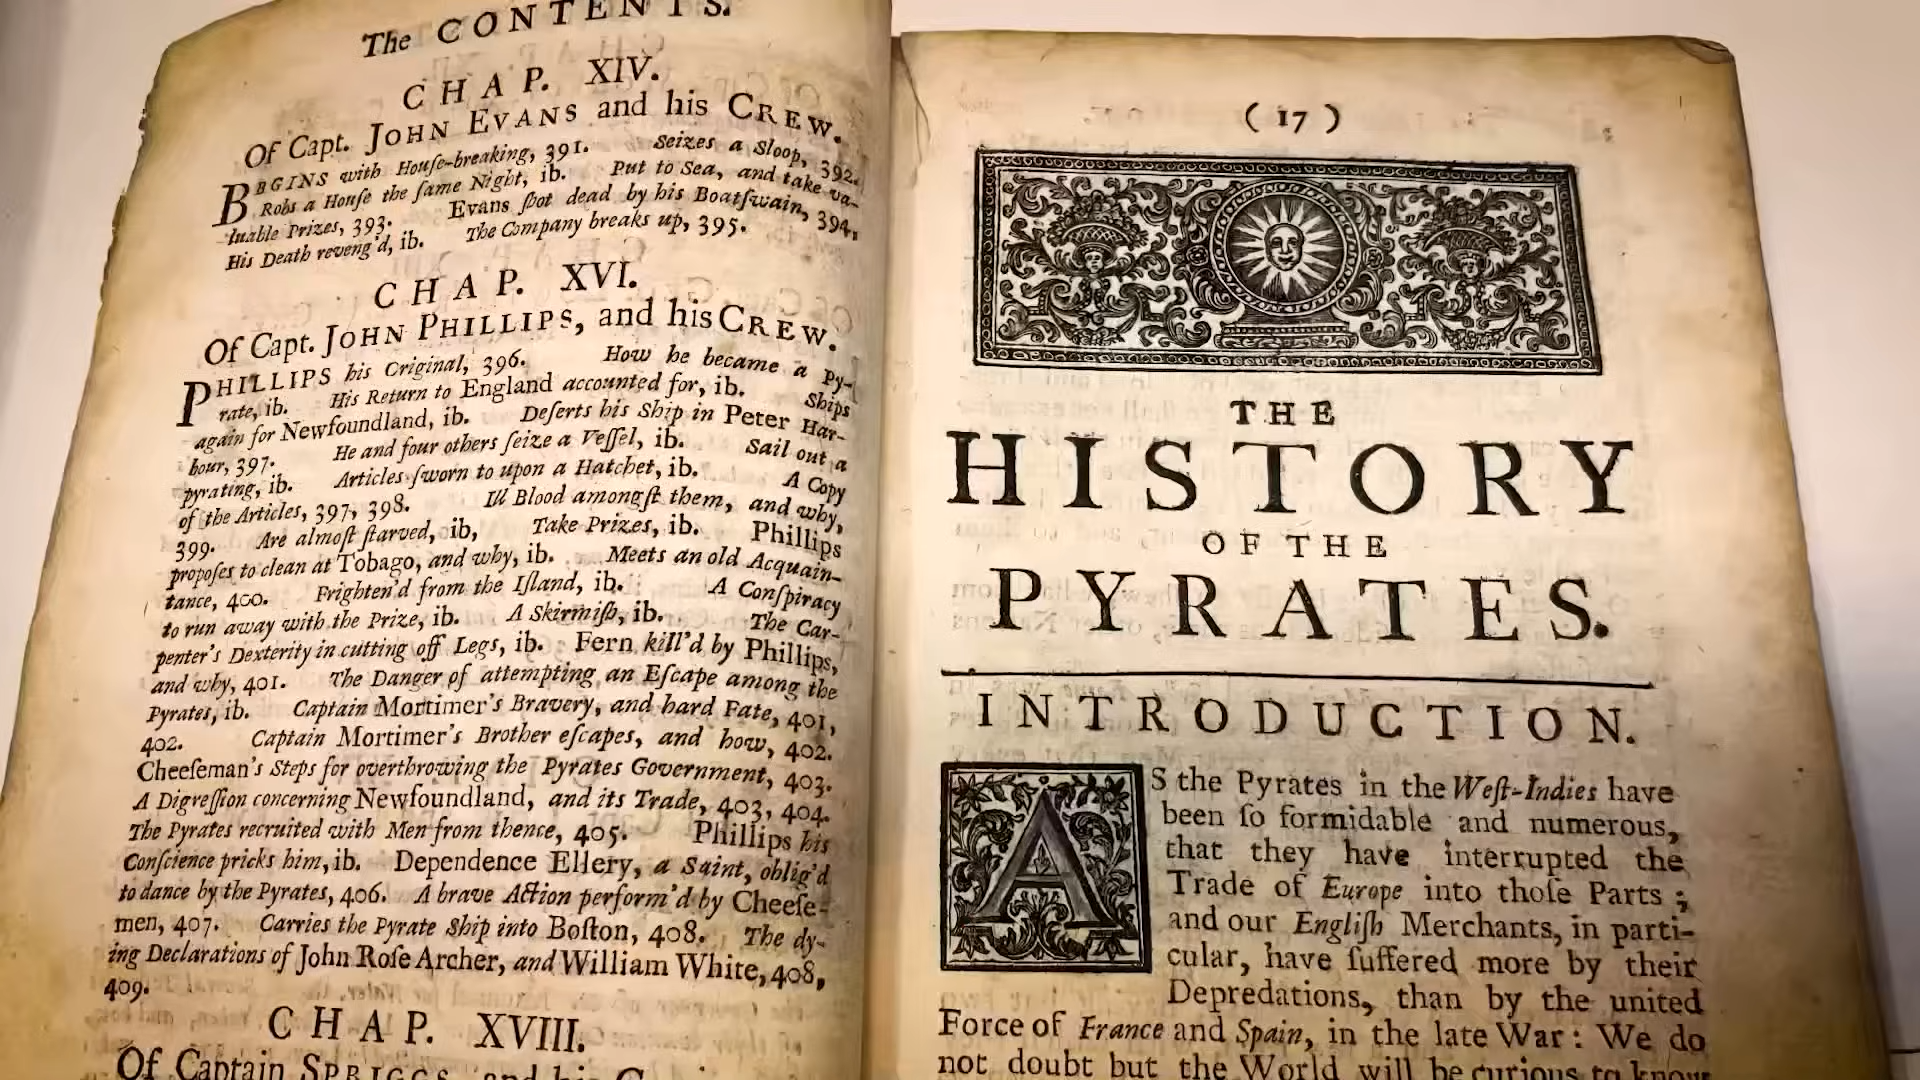 The CONTENTS.
CHAP. XIV.
Of Capt. JOHN EVANS and his CREW.
BBGINS with Houſe-breaking, 391. Seizes a Sloop, 392.
Robs a Houſe the ſame Night, ib. Put to Sea, and take va-
luable Prizes, 393. Evans ſhot dead by his Boatſwain, 394,
His Death reveng'd, ib. The Company breaks up, 395.
CHAP. XVI.
Of Capt. JOHN PHILLIPS, and his CREW.
PHILLIPS his Original, 396. How he became a Py-
rate, ib. His Return to England accounted for, ib. Ships
again for Newfoundland, ib. Deſerts his Ship in Peter Har-
bour, 397. He and four others ſeize a Veſſel, ib. Sail out a
pyrating, ib. Articles ſworn to upon a Hatchet, ib. A Copy
of the Articles, 397, 398. Ill Blood amongſt them, and why,
399. Are almoſt ſtarved, ib, Take Prizes, ib. Phillips
propoſes to clean at Tobago, and why, ib. Meets an old Acquain-
tance, 400. Frighten'd from the Iſland, ib. A Conſpiracy
to run away with the Prize, ib. A Skirmiſh, ib. The Car-
penter's Dexterity in cutting off Legs, ib. Fern kill'd by Phillips,
and why, 401. The Danger of attempting an Eſcape among the
Pyrates, ib. Captain Mortimer's Bravery, and hard Fate, 401,
402. Captain Mortimer's Brother eſcapes, and how, 402.
Cheeſeman's Steps for overthrowing the Pyrates Government, 403.
A Digreſſion concerning Newfoundland, and its Trade, 403, 404.
The Pyrates recruited with Men from thence, 405. Phillips his
Conſcience pricks him, ib. Dependence Ellery, a Saint, oblig'd
to dance by the Pyrates, 406. A brave Action perform'd by Cheeſe-
men, 407. Carries the Pyrate Ship into Boſton, 408. The dy-
ing Declarations of John Roſe Archer, and William White, 408,
409.
CHAP. XVIII.
Of Captain SPRIGGS and his
(17)
THE
HISTORY
OF THE
PYRATES.
INTRODUCTION.
AS the Pyrates in the Weſt-Indies have
been ſo formidable and numerous,
that they have interrupted the
Trade of Europe into thoſe Parts ;
and our Engliſh Merchants, in parti-
cular, have ſuffered more by their
Depredations, than by the united
Force of France and Spain, in the late War : We do
not doubt but the World will be curious to know